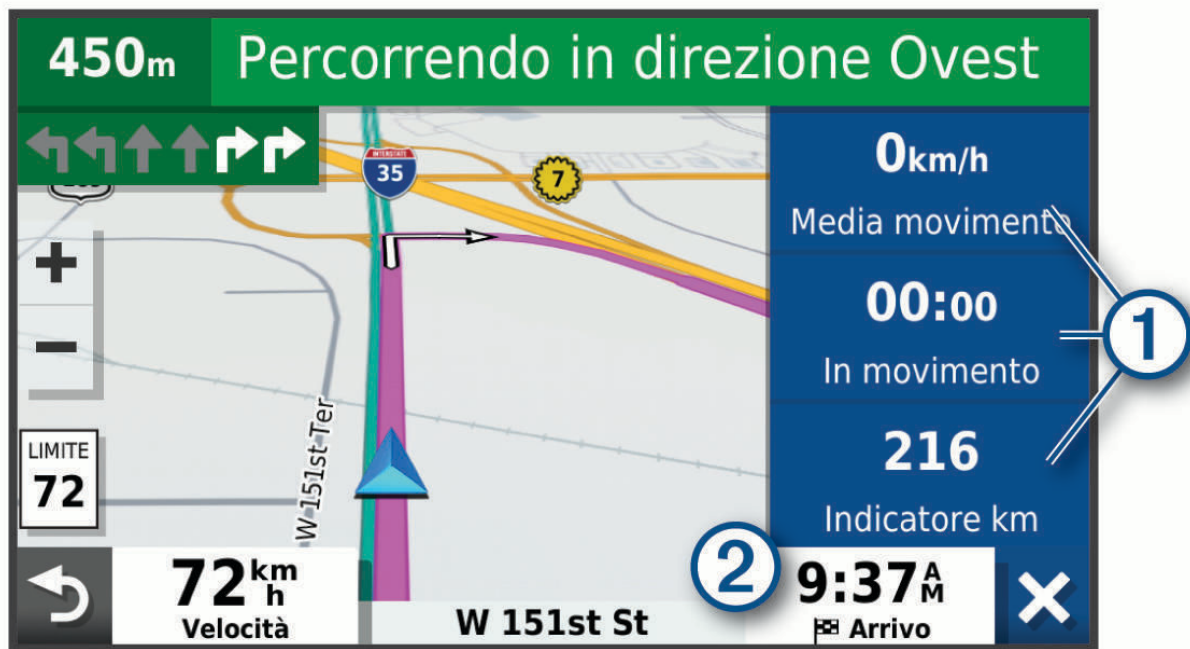 450m
Percorrendo in direzione Ovest
INTERSTATE
35
7
0km/h
Media movimento
00:00
In movimento
1
216
Indicatore km
W 151st Ter
LIMITE
72
72 km h
Velocità
W 151st St
2
9:37 AM
Arrivo